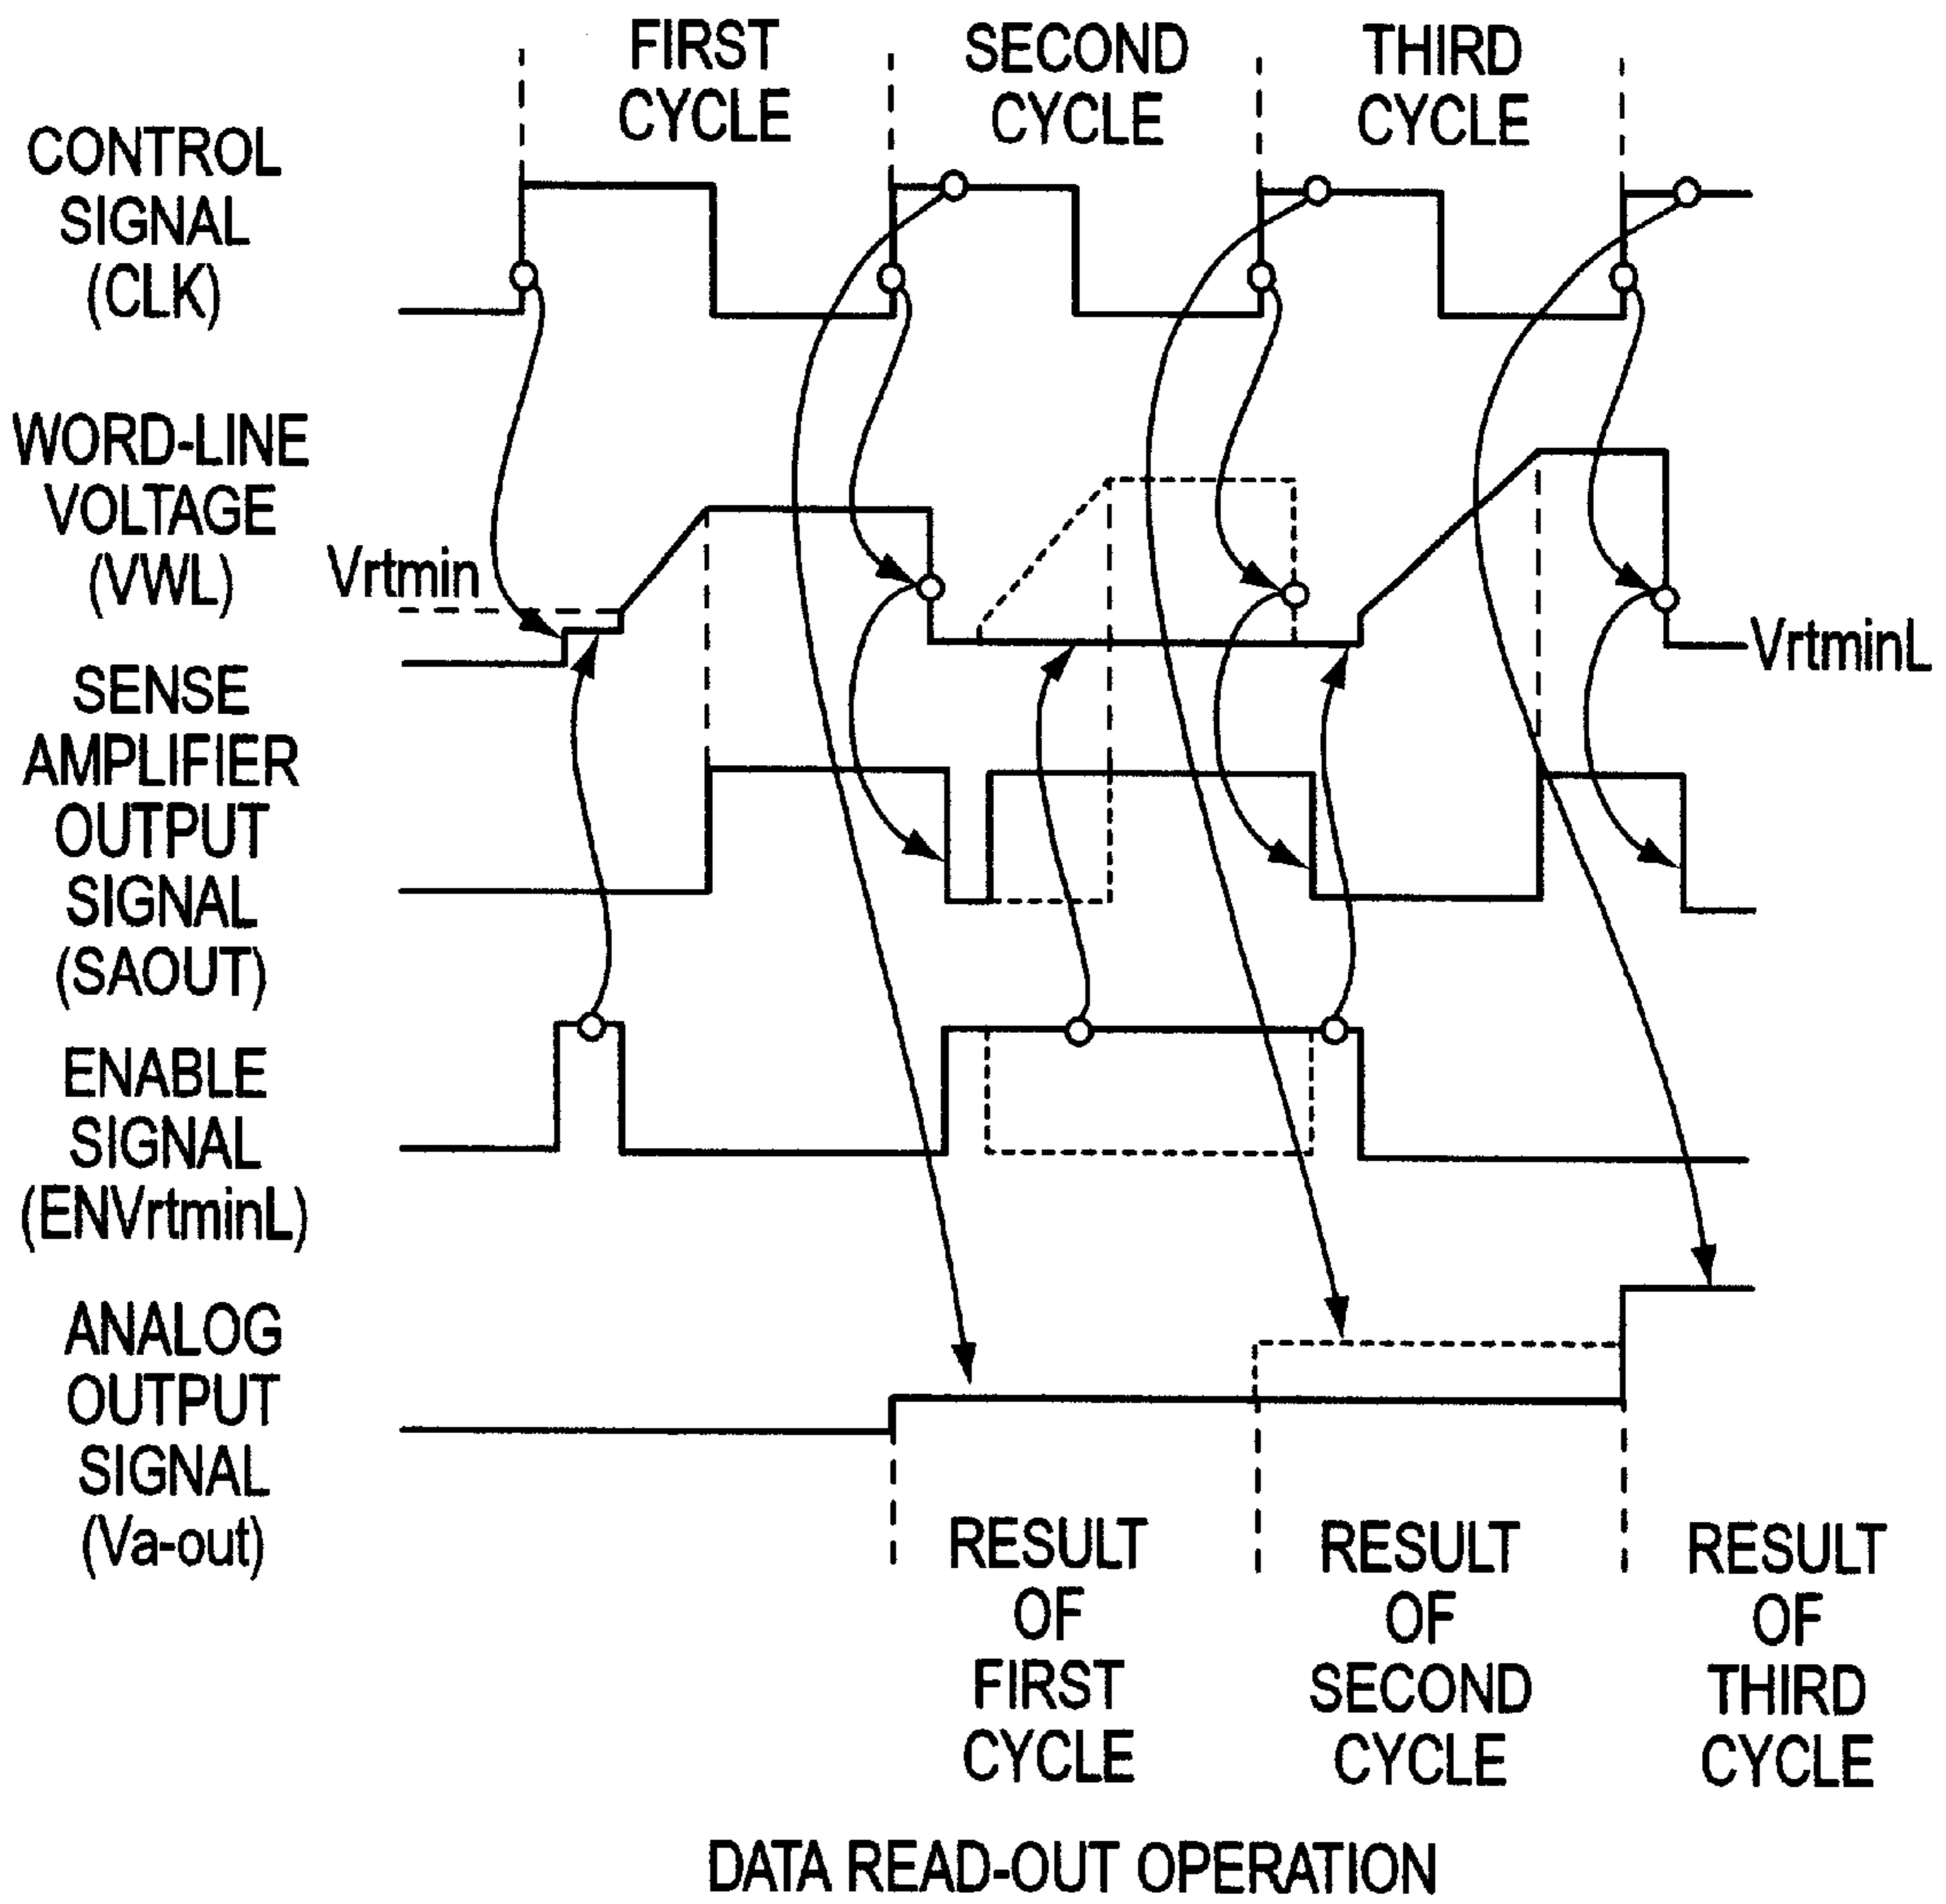 FIRST
CYCLE
SECOND
CYCLE
THIRD
CYCLE
CONTROL
SIGNAL
(CLK)
WORD-LINE
VOLTAGE
(VWL)
Vrtmin
VrtminL
SENSE
AMPLIFIER
OUTPUT
SIGNAL
(SAOUT)
ENABLE
SIGNAL
(ENVrtminL)
ANALOG
OUTPUT
SIGNAL
(Va-out)
RESULT
OF
FIRST
CYCLE
RESULT
OF
SECOND
CYCLE
RESULT
OF
THIRD
CYCLE
DATA READ-OUT OPERATION